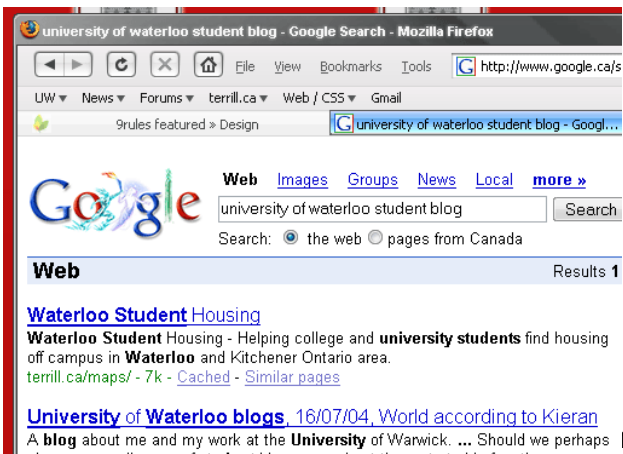 university of waterloo student blog - Google Search - Mozilla Firefox
File View Bookmarks Tools G http://www.google.ca/s
UW News Forums terrill.ca Web / CSS Gmail
9rules featured » Design G university of waterloo student blog - Googl...
Google
Web Images Groups News Local more »
university of waterloo student blog Search
Search: the web pages from Canada
Web Results 1
Waterloo Student Housing
Waterloo Student Housing - Helping college and university students find housing
off campus in Waterloo and Kitchener Ontario area.
terrill.ca/maps/ - 7k - Cached - Similar pages
University of Waterloo blogs, 16/07/04, World according to Kieran
A blog about me and my work at the University of Warwick. ... Should we perhaps